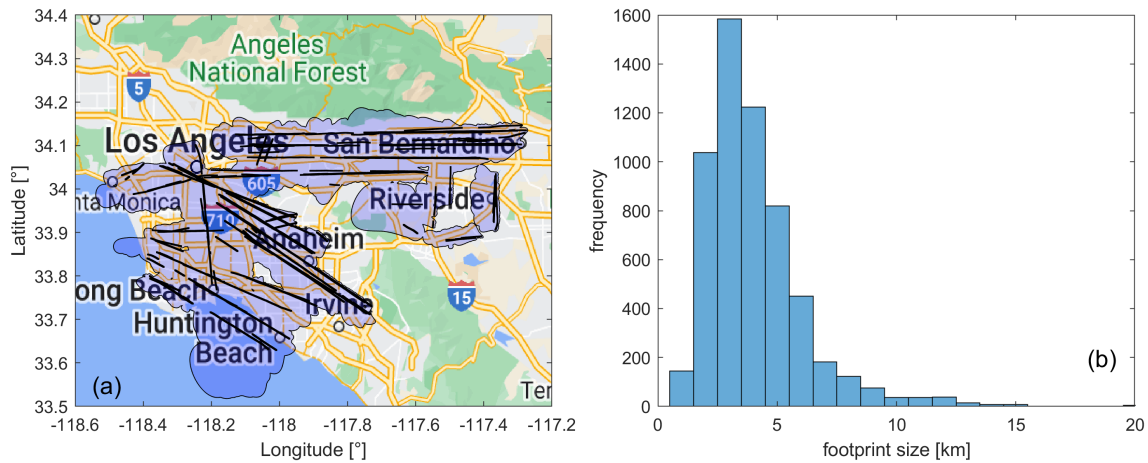 34.4
34.3
34.2
34.1
34
33.9
33.8
33.7
33.6
33.5
Latitude [°]
-118.6
-118.4
-118.2
-118
-117.8
-117.6
-117.4
-117.2
Longitude [°]
Angeles
National Forest
5
Los Angeles
San Bernardino
605
nta Monica
Riverside
710
Anaheim
ong Beach
Irvine
15
Huntington
Beach
Ter
(a)
1600
1400
1200
1000
800
600
400
200
0
frequency
0
5
10
15
20
footprint size [km]
(b)